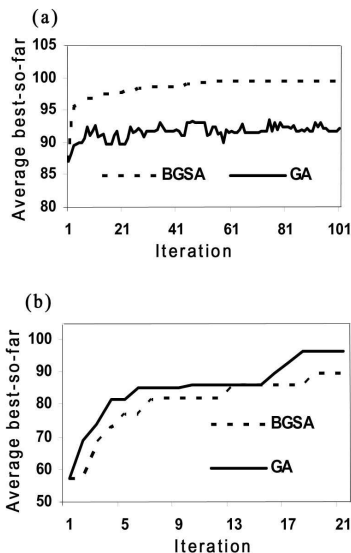 (a)
Average best-so-far
105
100
95
90
85
80
BGSA GA
1 21 41 61 81 101
Iteration
(b)
Average best-so-far
100
90
80
70
60
50
BGSA
GA
1 5 9 13 17 21
Iteration